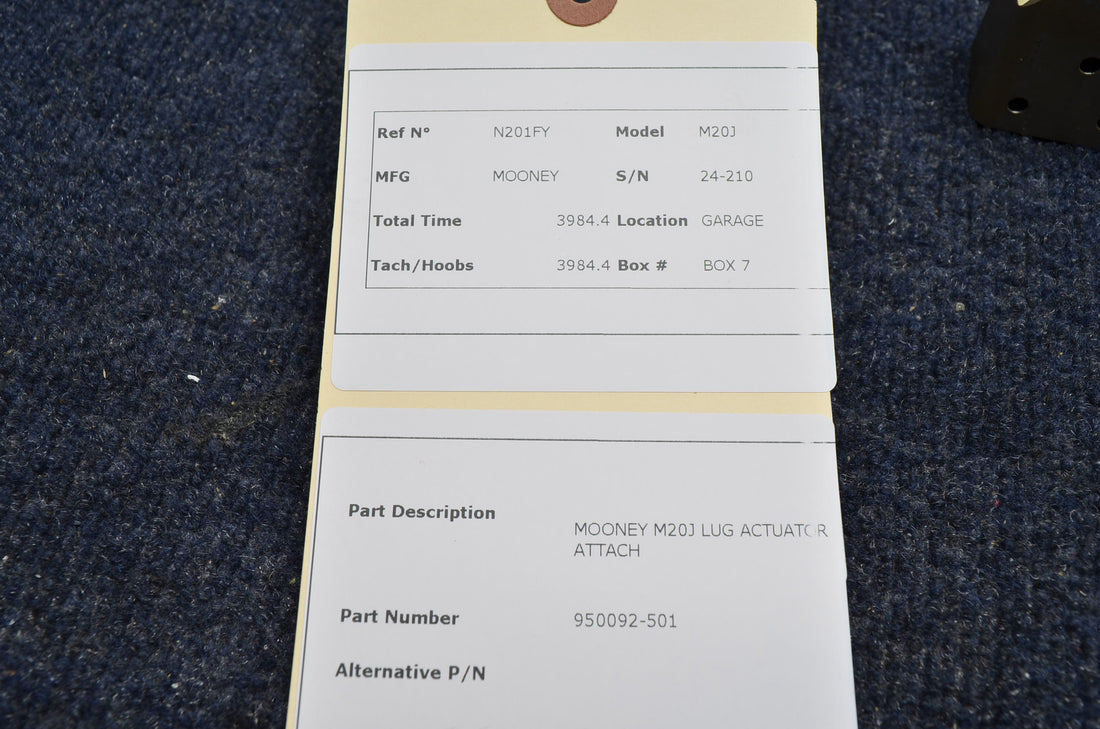 Ref N° N201FY Model M20J
MFG MOONEY S/N 24-210
Total Time 3984.4 Location GARAGE
Tach/Hoobs 3984.4 Box # BOX 7
Part Description
MOONEY M20J LUG ACTUATOR
ATTACH
Part Number 950092-501
Alternative P/N